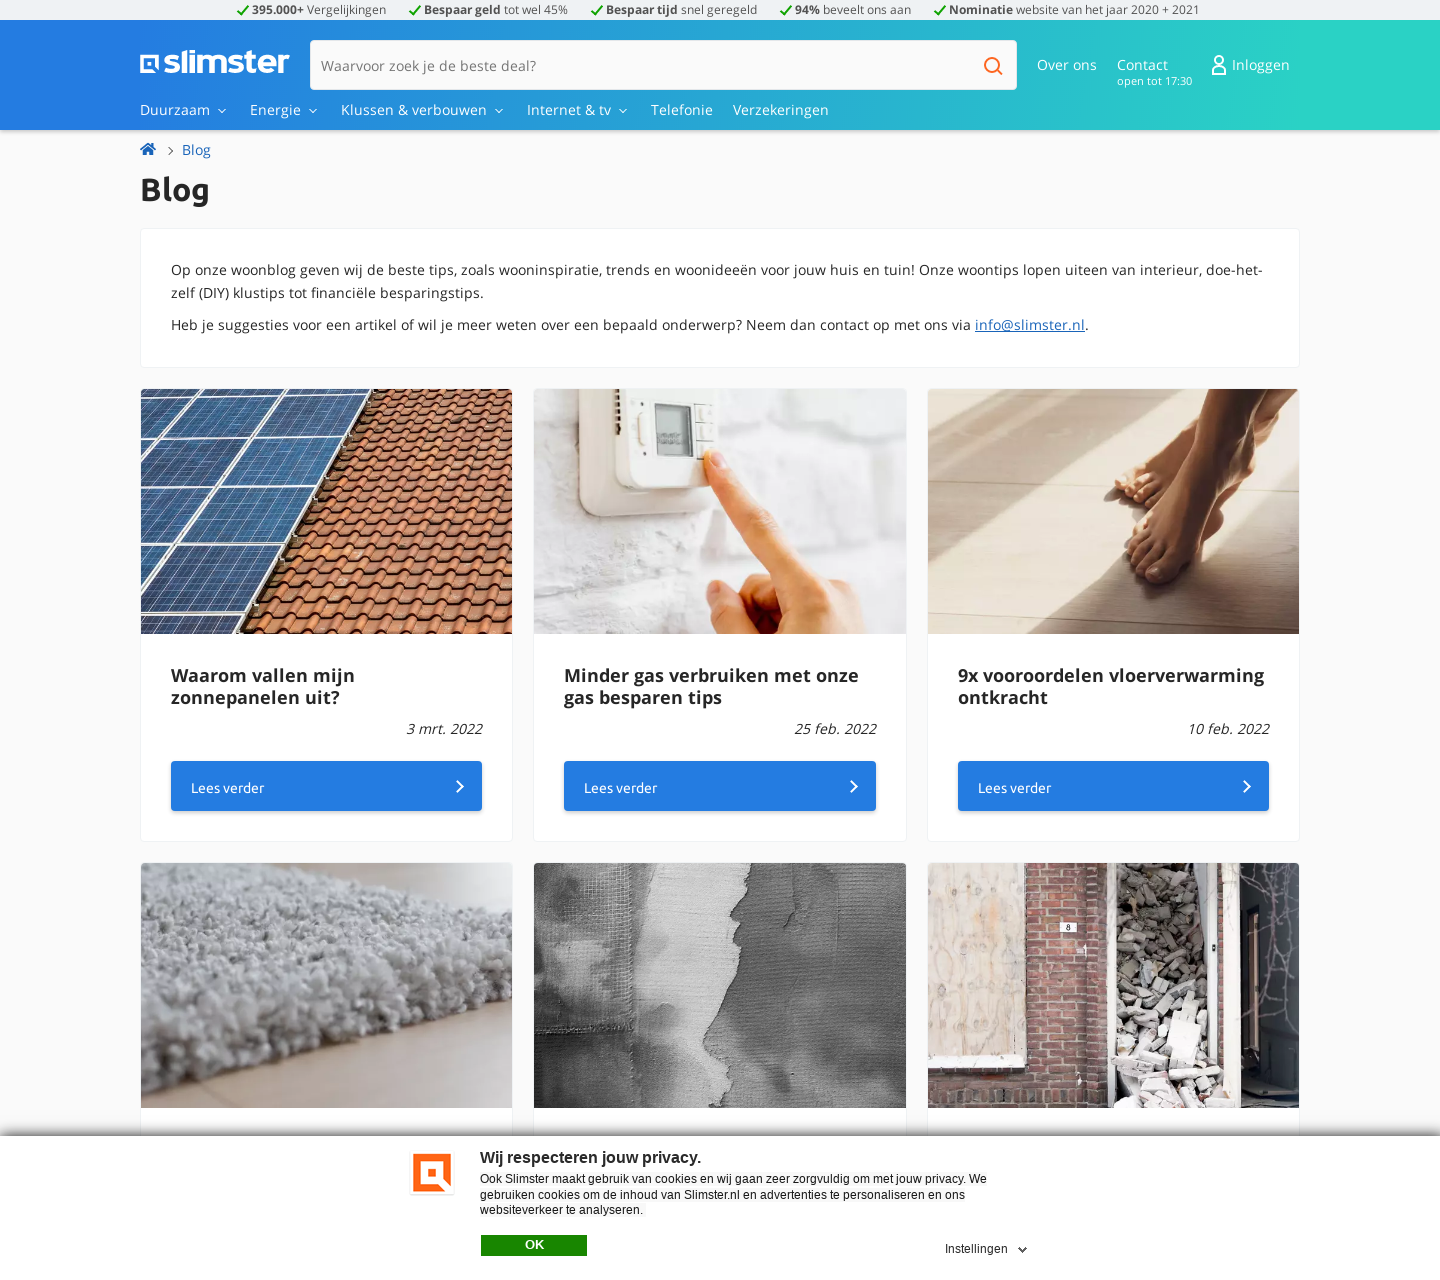 395.000+ Vergelijkingen Bespaar geld tot wel 45% Bespaar tijd snel geregeld 94% beveelt ons aan Nominatie website van het jaar 2020 + 2021
slimster
Waarvoor zoek je de beste deal?
Over ons
Contact
open tot 17:30
Inloggen
Duurzaam Energie Klussen & verbouwen Internet & tv Telefonie Verzekeringen
Blog
Blog
Op onze woonblog geven wij de beste tips, zoals wooninspiratie, trends en woonideeën voor jouw huis en tuin! Onze woontips lopen uiteen van interieur, doe-het-
zelf (DIY) klustips tot financiële besparingstips.
Heb je suggesties voor een artikel of wil je meer weten over een bepaald onderwerp? Neem dan contact op met ons via info@slimster.nl.
Waarom vallen mijn
zonnepanelen uit?
3 mrt. 2022
Lees verder
Minder gas verbruiken met onze
gas besparen tips
25 feb. 2022
Lees verder
9x vooroordelen vloerverwarming
ontkracht
10 feb. 2022
Lees verder
8
Wij respecteren jouw privacy.
Ook Slimster maakt gebruik van cookies en wij gaan zeer zorgvuldig om met jouw privacy. We
gebruiken cookies om de inhoud van Slimster.nl en advertenties te personaliseren en ons
websiteverkeer te analyseren.
OK
Instellingen